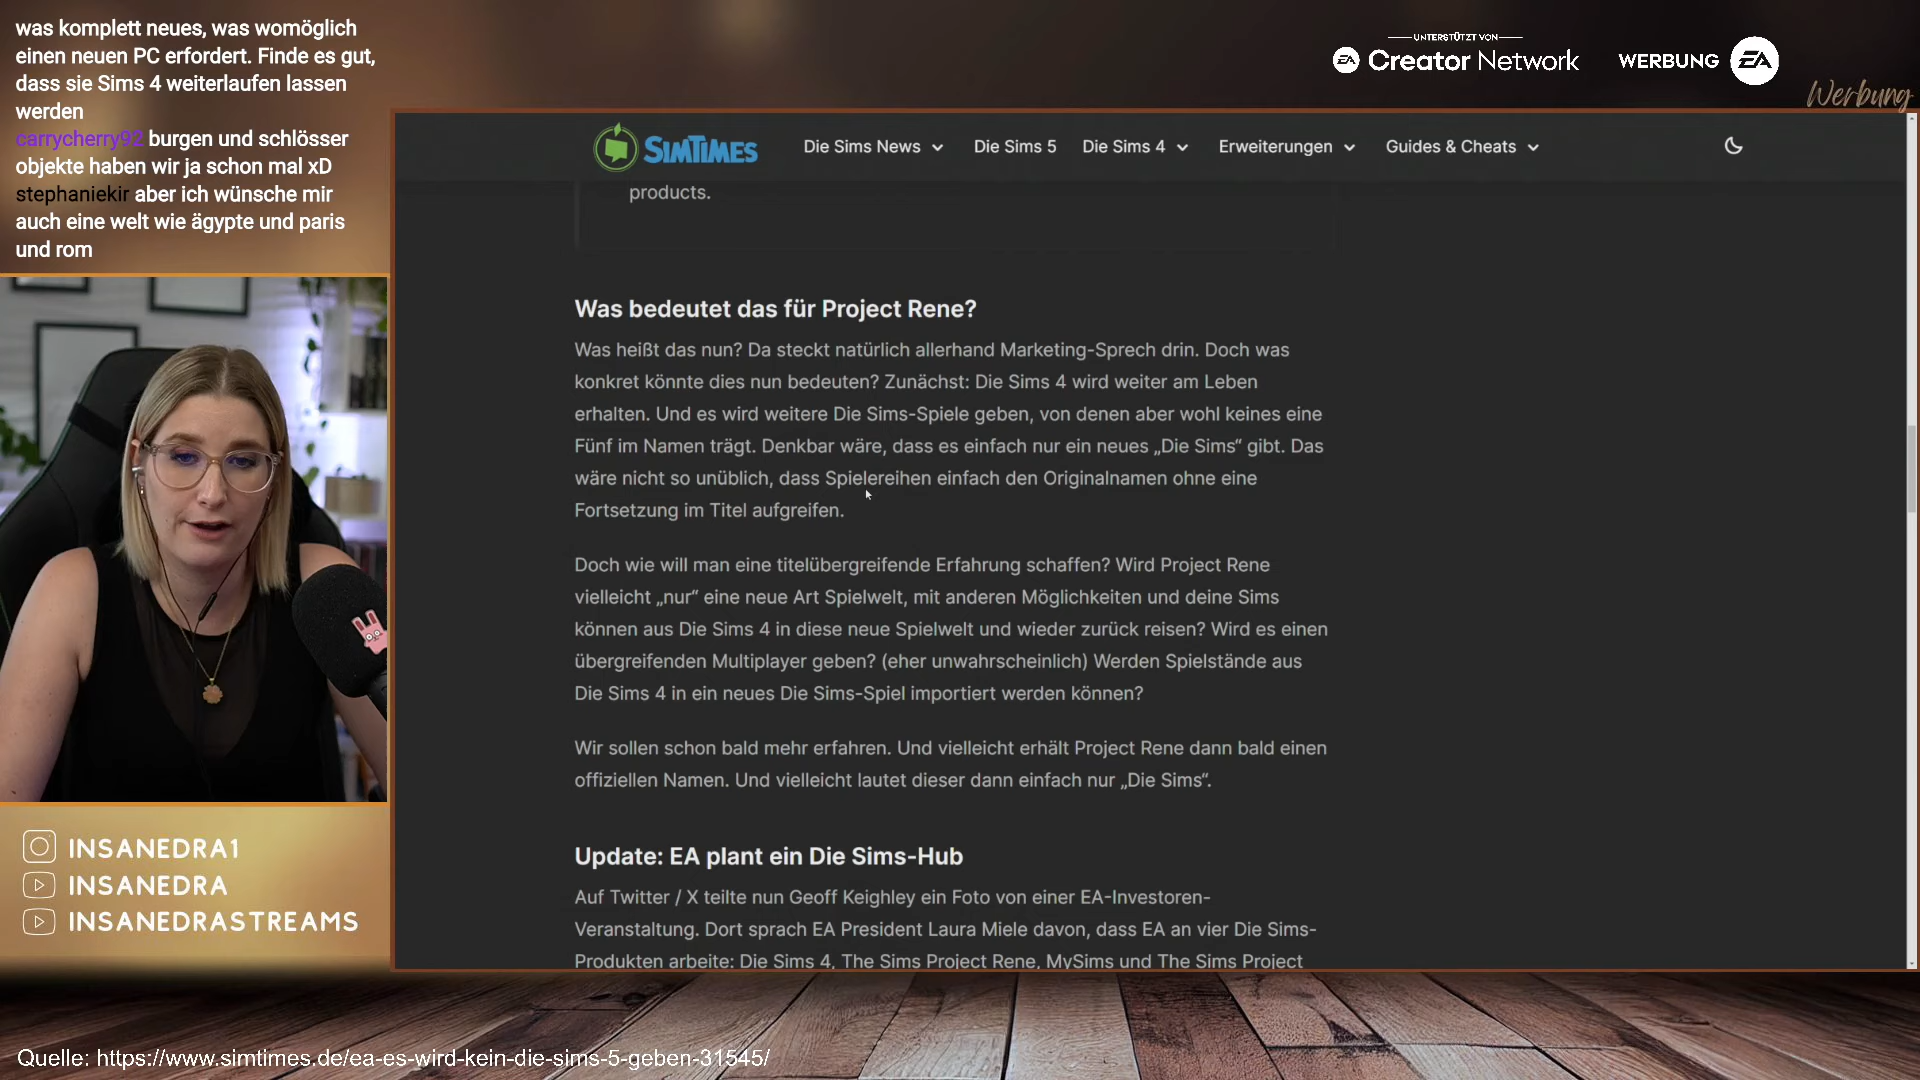 was komplett neues, was womöglich
einen neuen PC erfordert. Finde es gut,
dass sie Sims 4 weiterlaufen lassen
werden
carrycherry92 burgen und schlösser
objekte haben wir ja schon mal xD
stephaniekir aber ich wünsche mir
auch eine welt wie ägypte und paris
und rom
UNTERSTÜTZT VON
EA Creator Network
WERBUNG EA
Werbung
SIMTIMES
Die Sims News
Die Sims 5
Die Sims 4
Erweiterungen
Guides & Cheats
products.
Was bedeutet das für Project Rene?
Was heißt das nun? Da steckt natürlich allerhand Marketing-Sprech drin. Doch was
konkret könnte dies nun bedeuten? Zunächst: Die Sims 4 wird weiter am Leben
erhalten. Und es wird weitere Die Sims-Spiele geben, von denen aber wohl keines eine
Fünf im Namen trägt. Denkbar wäre, dass es einfach nur ein neues „Die Sims“ gibt. Das
wäre nicht so unüblich, dass Spielereihen einfach den Originalnamen ohne eine
Fortsetzung im Titel aufgreifen.
Doch wie will man eine titelübergreifende Erfahrung schaffen? Wird Project Rene
vielleicht „nur“ eine neue Art Spielwelt, mit anderen Möglichkeiten und deine Sims
können aus Die Sims 4 in diese neue Spielwelt und wieder zurück reisen? Wird es einen
übergreifenden Multiplayer geben? (eher unwahrscheinlich) Werden Spielstände aus
Die Sims 4 in ein neues Die Sims-Spiel importiert werden können?
Wir sollen schon bald mehr erfahren. Und vielleicht erhält Project Rene dann bald einen
offiziellen Namen. Und vielleicht lautet dieser dann einfach nur „Die Sims“.
Update: EA plant ein Die Sims-Hub
Auf Twitter / X teilte nun Geoff Keighley ein Foto von einer EA-Investoren-
Veranstaltung. Dort sprach EA President Laura Miele davon, dass EA an vier Die Sims-
Produkten arbeite: Die Sims 4, The Sims Project Rene, MySims und The Sims Project
INSANEDRA1
INSANEDRA
INSANEDRASTREAMS
Quelle: https://www.simtimes.de/ea-es-wird-kein-die-sims-5-geben-31545/